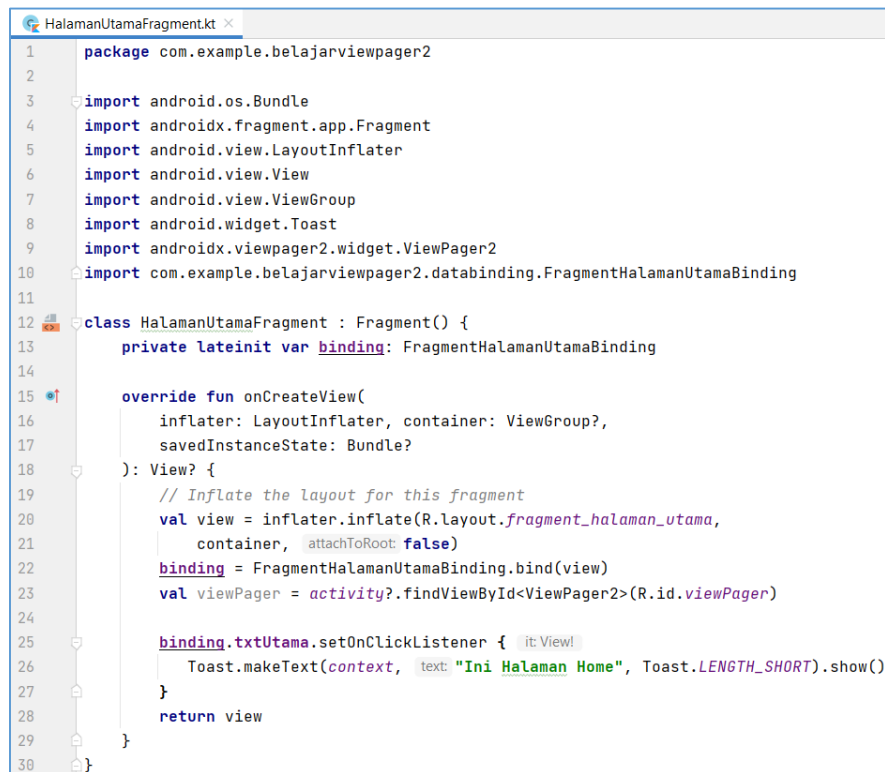 HalamanUtamaFragment.kt ×
1 package com.example.belajarviewpager2
2
3 import android.os.Bundle
4 import androidx.fragment.app.Fragment
5 import android.view.LayoutInflater
6 import android.view.View
7 import android.view.ViewGroup
8 import android.widget.Toast
9 import androidx.viewpager2.widget.ViewPager2
10 import com.example.belajarviewpager2.databinding.FragmentHalamanUtamaBinding
11
12 class HalamanUtamaFragment : Fragment() {
13     private lateinit var binding: FragmentHalamanUtamaBinding
14
15     override fun onCreateView(
16         inflater: LayoutInflater, container: ViewGroup?,
17         savedInstanceState: Bundle?
18     ): View? {
19         // Inflate the layout for this fragment
20         val view = inflater.inflate(R.layout.fragment_halaman_utama,
21             container, attachToRoot: false)
22         binding = FragmentHalamanUtamaBinding.bind(view)
23         val viewPager = activity?.findViewById<ViewPager2>(R.id.viewPager)
24
25         binding.txtUtama.setOnClickListener { it: View!
26            Toast.makeText(context, text: "Ini Halaman Home", Toast.LENGTH_SHORT).show()
27         }
28         return view
29     }
30 }